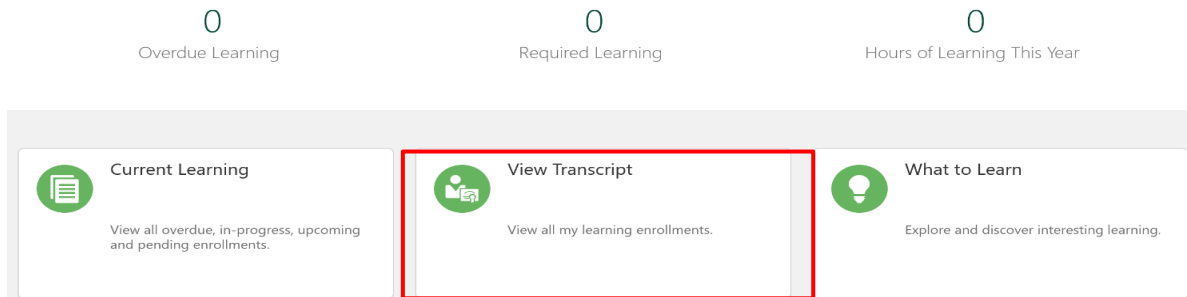 0
Overdue Learning
0
Required Learning
0
Hours of Learning This Year
Current Learning
View all overdue, in-progress, upcoming
and pending enrollments.
View Transcript
View all my learning enrollments.
What to Learn
Explore and discover interesting learning.